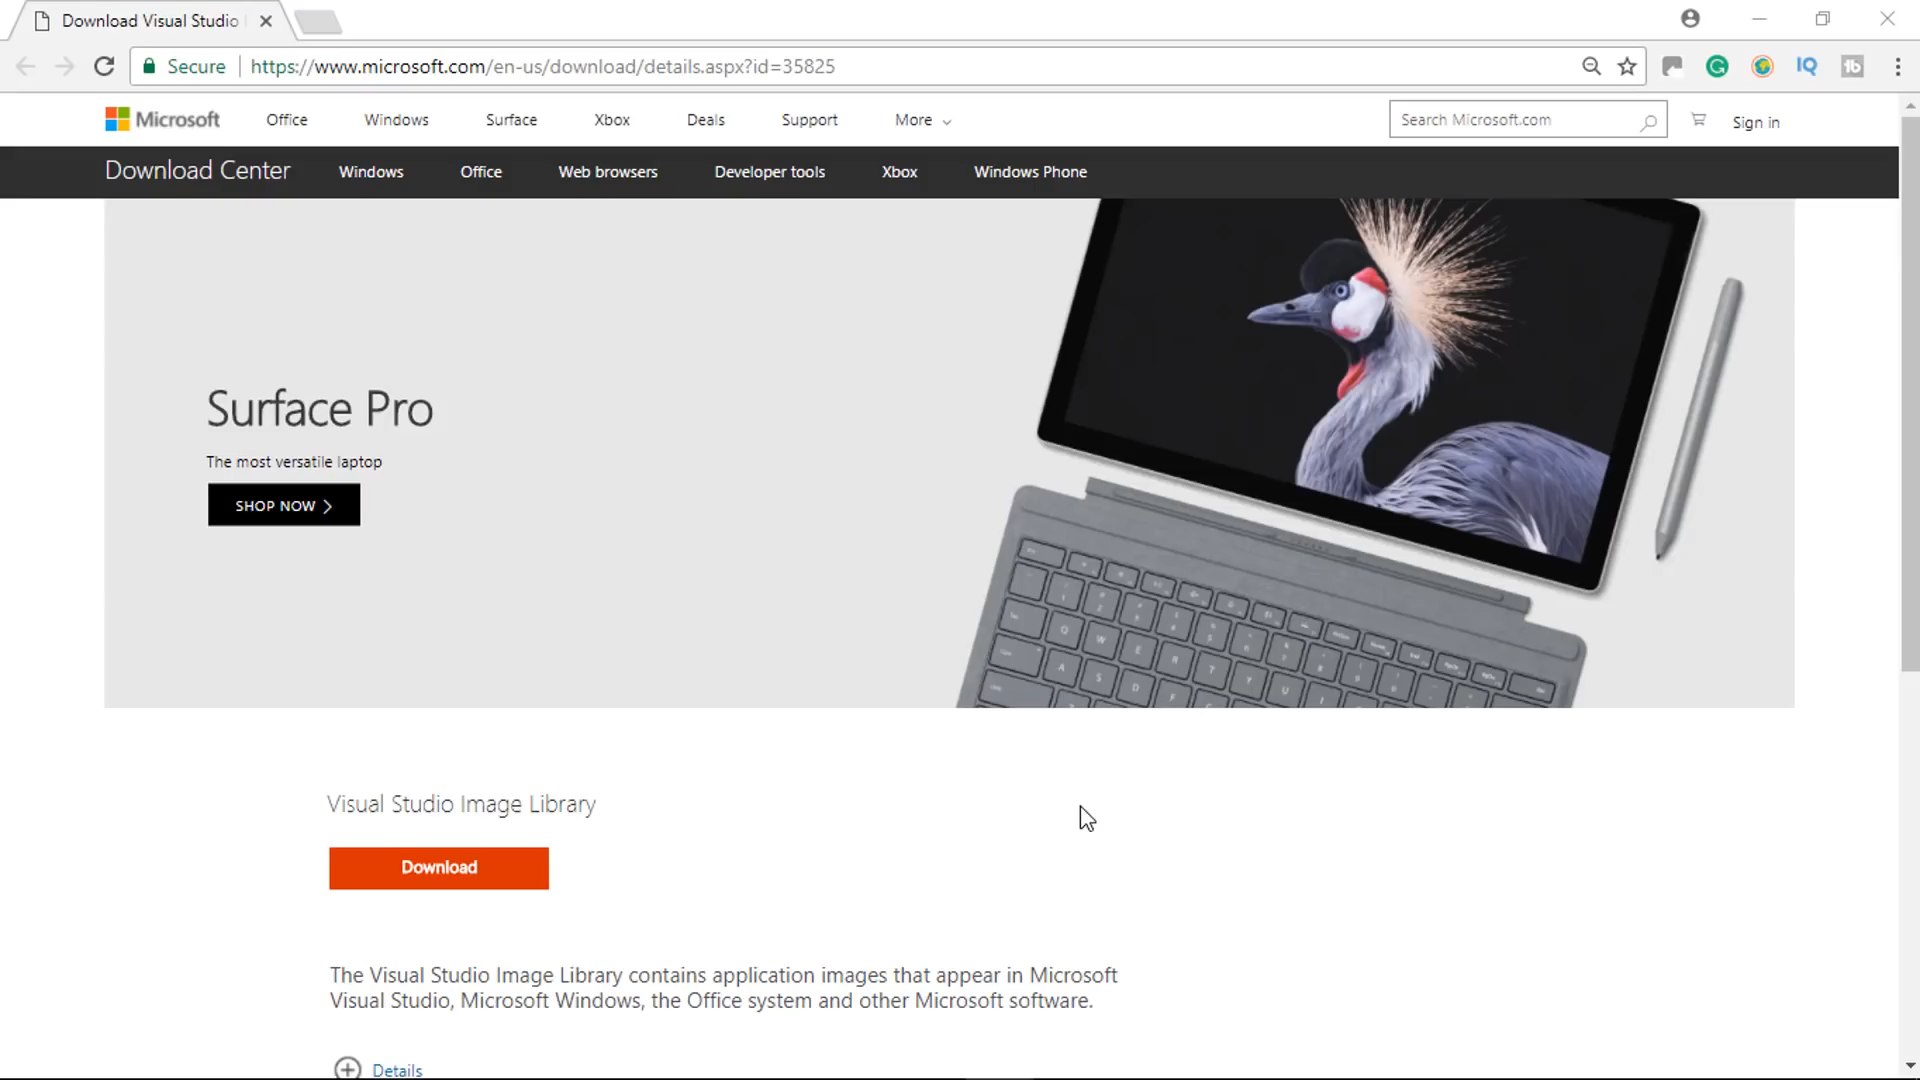 Download Visual Studio
Secure | https://www.microsoft.com/en-us/download/details.aspx?id=35825
Microsoft Office Windows Surface Xbox Deals Support More Search Microsoft.com Sign in
Download Center Windows Office Web browsers Developer tools Xbox Windows Phone
Surface Pro
The most versatile laptop
SHOP NOW
Visual Studio Image Library
Download
The Visual Studio Image Library contains application images that appear in Microsoft
Visual Studio, Microsoft Windows, the Office system and other Microsoft software.
Details